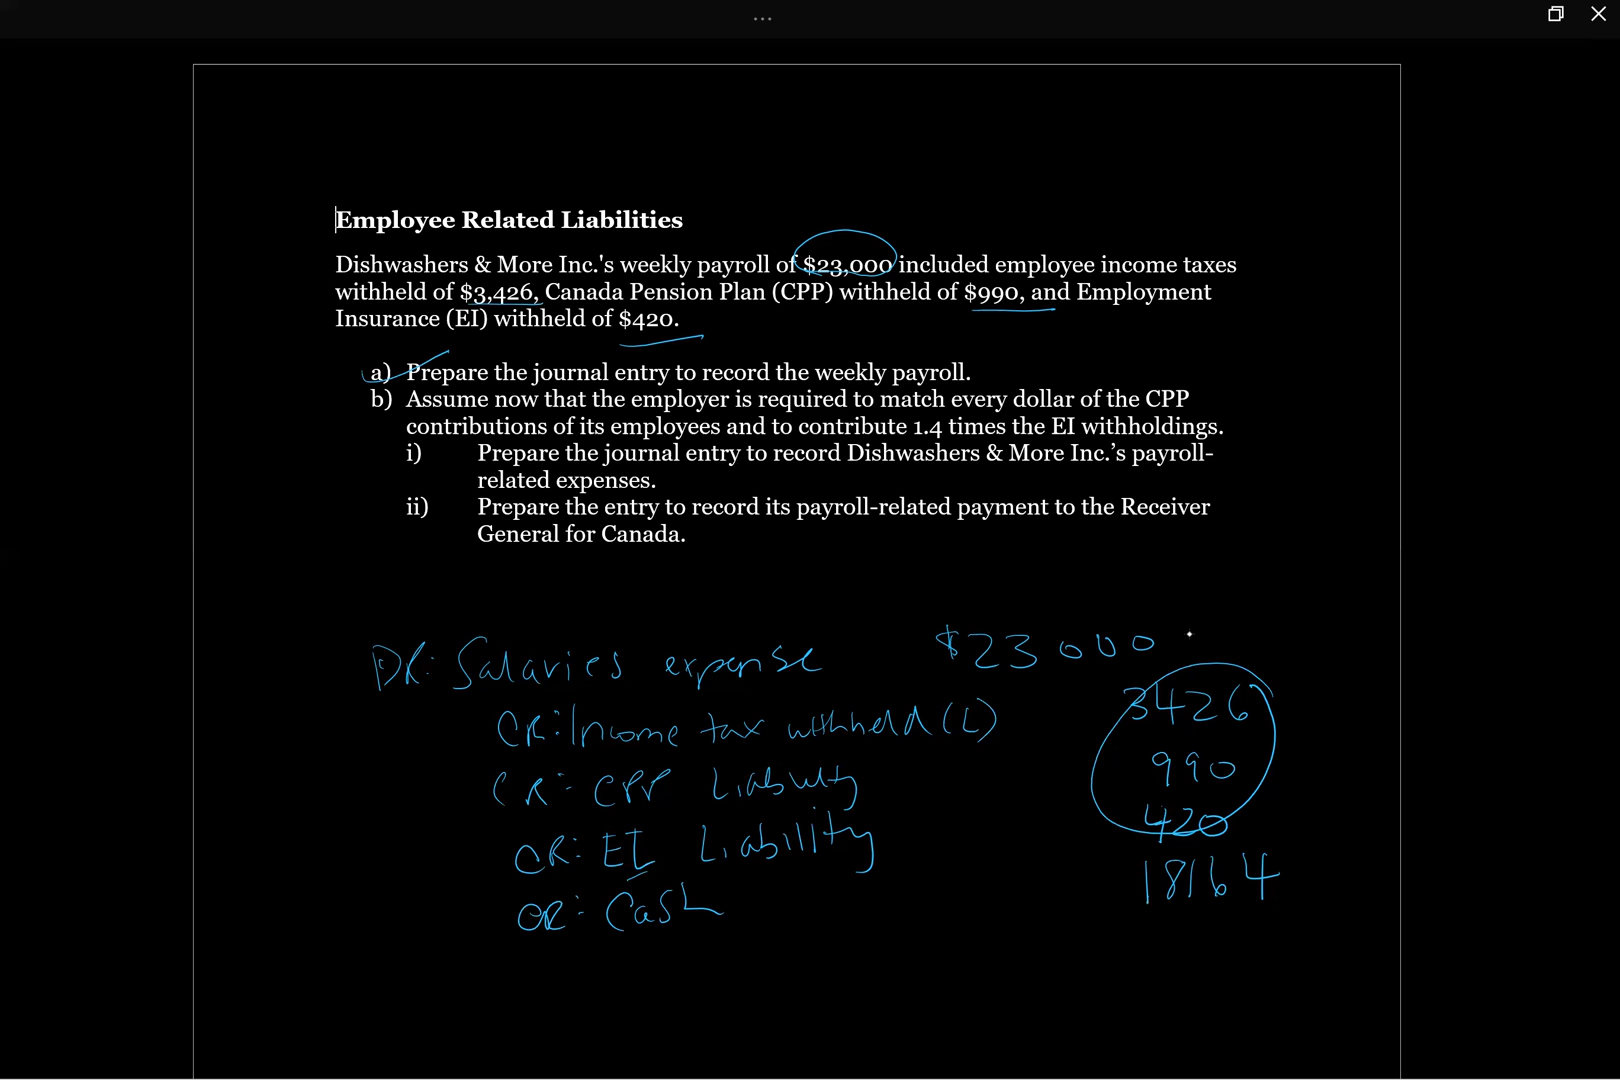 Employee Related Liabilities
Dishwashers & More Inc.'s weekly payroll of $23,000 included employee income taxes
withheld of $3,426, Canada Pension Plan (CPP) withheld of $990, and Employment
Insurance (EI) withheld of $420.
a) Prepare the journal entry to record the weekly payroll.
b) Assume now that the employer is required to match every dollar of the CPP
contributions of its employees and to contribute 1.4 times the EI withholdings.
i) Prepare the journal entry to record Dishwashers & More Inc.’s payroll-
related expenses.
ii) Prepare the entry to record its payroll-related payment to the Receiver
General for Canada.
DR: Salaries expense $23 000
CR: Income tax withheld (L) 3426
CR: CPP Liability 990
CR: EI Liability 420
CR: Cash 18164